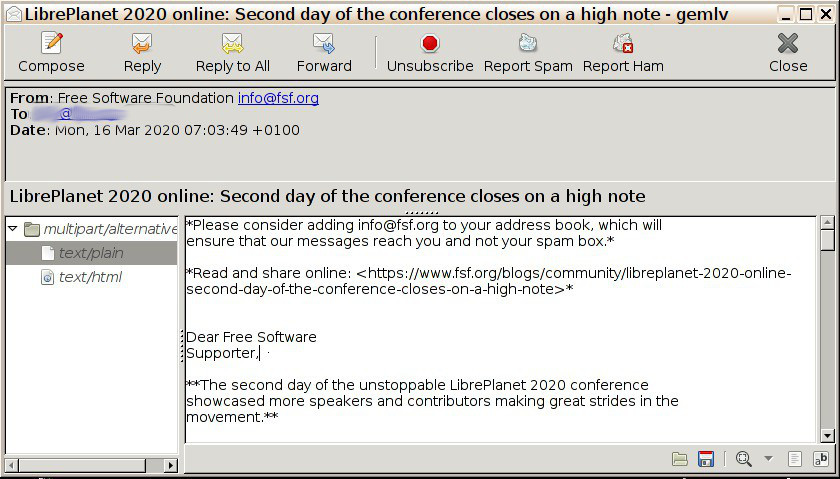 LibrePlanet 2020 online: Second day of the conference closes on a high note - gemlv
Compose Reply Reply to All Forward Unsubscribe Report Spam Report Ham Close
From: Free Software Foundation info@fsf.org
To @
Date: Mon, 16 Mar 2020 07:03:49 +0100
LibrePlanet 2020 online: Second day of the conference closes on a high note
multipart/alternative
text/plain
text/html
*Please consider adding info@fsf.org to your address book, which will
ensure that our messages reach you and not your spam box.*
*Read and share online: <https://www.fsf.org/blogs/community/libreplanet-2020-online-
second-day-of-the-conference-closes-on-a-high-note>*
Dear Free Software
Supporter,
**The second day of the unstoppable LibrePlanet 2020 conference
showcased more speakers and contributors making great strides in the
movement.**